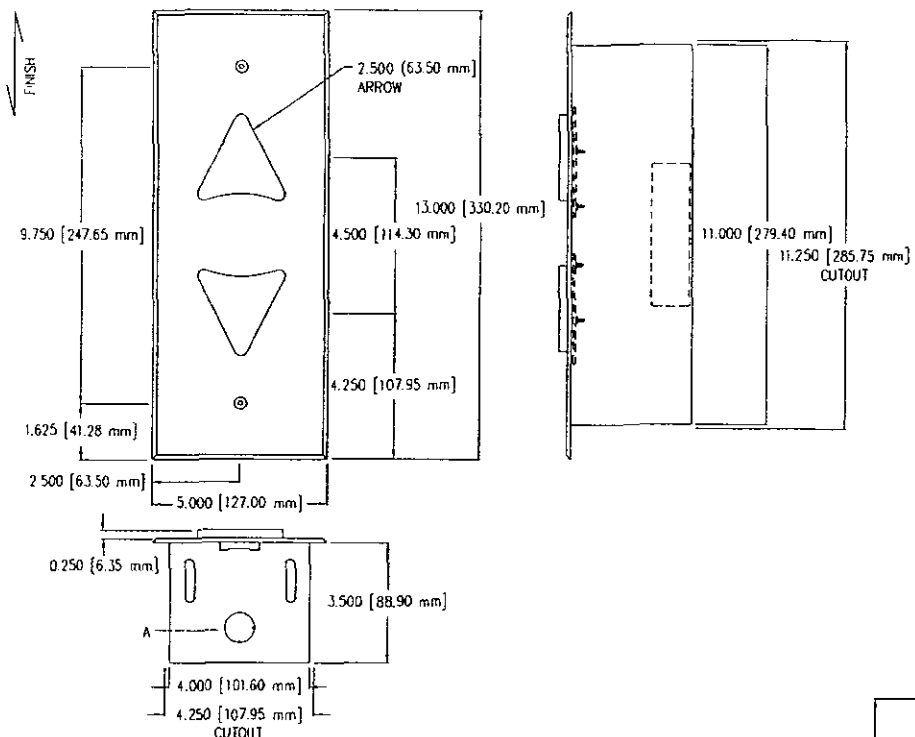 FINISH
2.500 [63.50 mm]
ARROW
9.750 [247.65 mm]
13.000 [330.20 mm]
4.500 [114.30 mm]
11.000 [279.40 mm]
11.250 [285.75 mm]
CUTOUT
4.250 [107.95 mm]
1.625 [41.28 mm]
2.500 [63.50 mm]
5.000 [127.00 mm]
0.250 [6.35 mm]
3.500 [88.90 mm]
A
4.000 [101.60 mm]
4.250 [107.95 mm]
CUTOUT